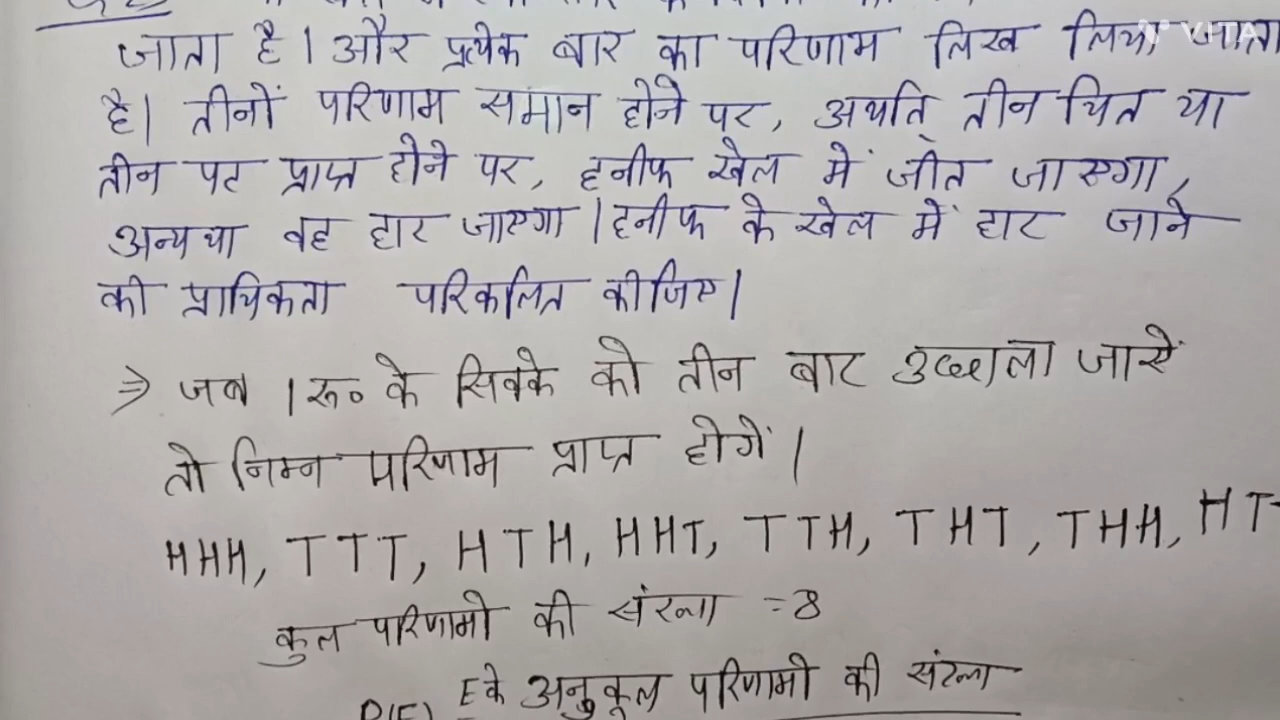 जाता है। और प्रत्येक बार का परिणाम लिख लिया जाता
VITA
है। तीनों परिणाम समान होने पर, अर्थात् तीन चित या
तीन पट प्राप्त होने पर, हनीफ खेल में जीत जाएगा,
अन्यथा वह हार जाएगा। हनीफ के खेल में हार जाने
की प्रायिकता परिकलित कीजिए।
⇒ जब 1 रू० के सिक्के को तीन बार उछाला जाये
तो निम्न परिणाम प्राप्त होगें।
HHH, TTT, HTH, HHT, TTH, THT, THH, HT
कुल परिणामो की संख्या = 8
P(E) E के अनुकूल परिणामो की संख्या